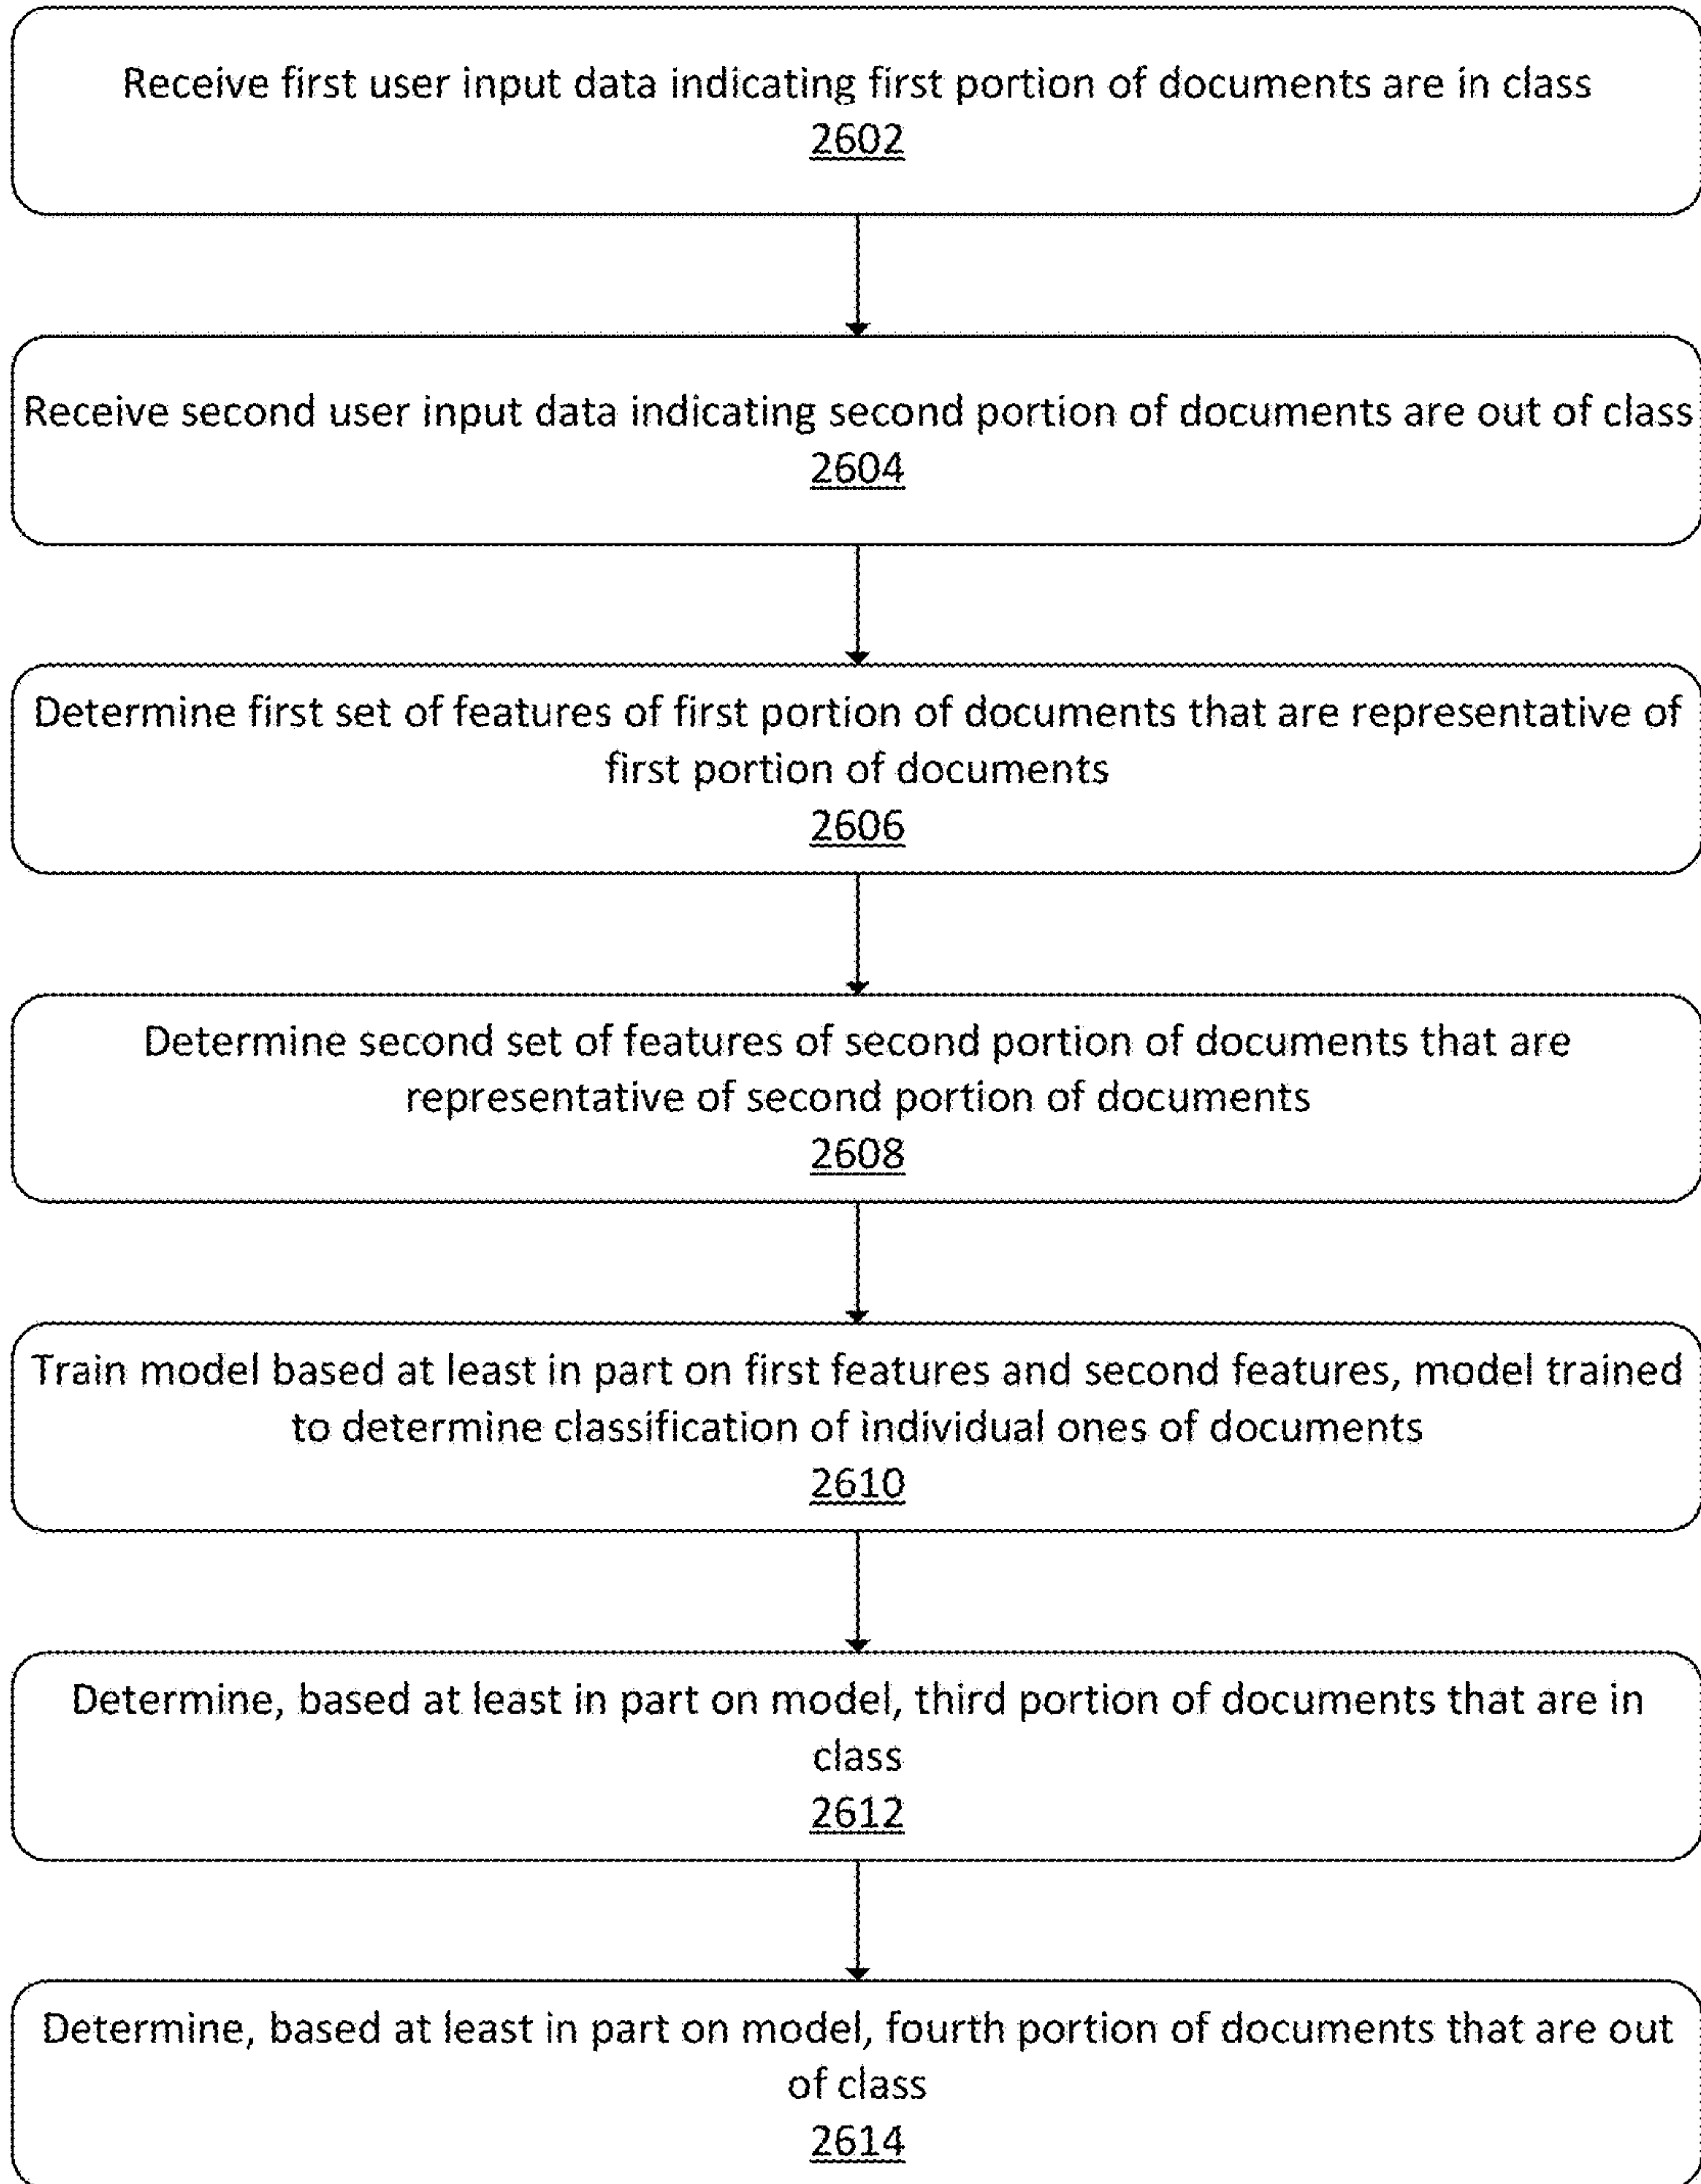 Receive first user input data indicating first portion of documents are in class
2602
Receive second user input data indicating second portion of documents are out of class
2604
Determine first set of features of first portion of documents that are representative of
first portion of documents
2606
Determine second set of features of second portion of documents that are
representative of second portion of documents
2608
Train model based at least in part on first features and second features, model trained
to determine classification of individual ones of documents
2610
Determine, based at least in part on model, third portion of documents that are in
class
2612
Determine, based at least in part on model, fourth portion of documents that are out
of class
2614